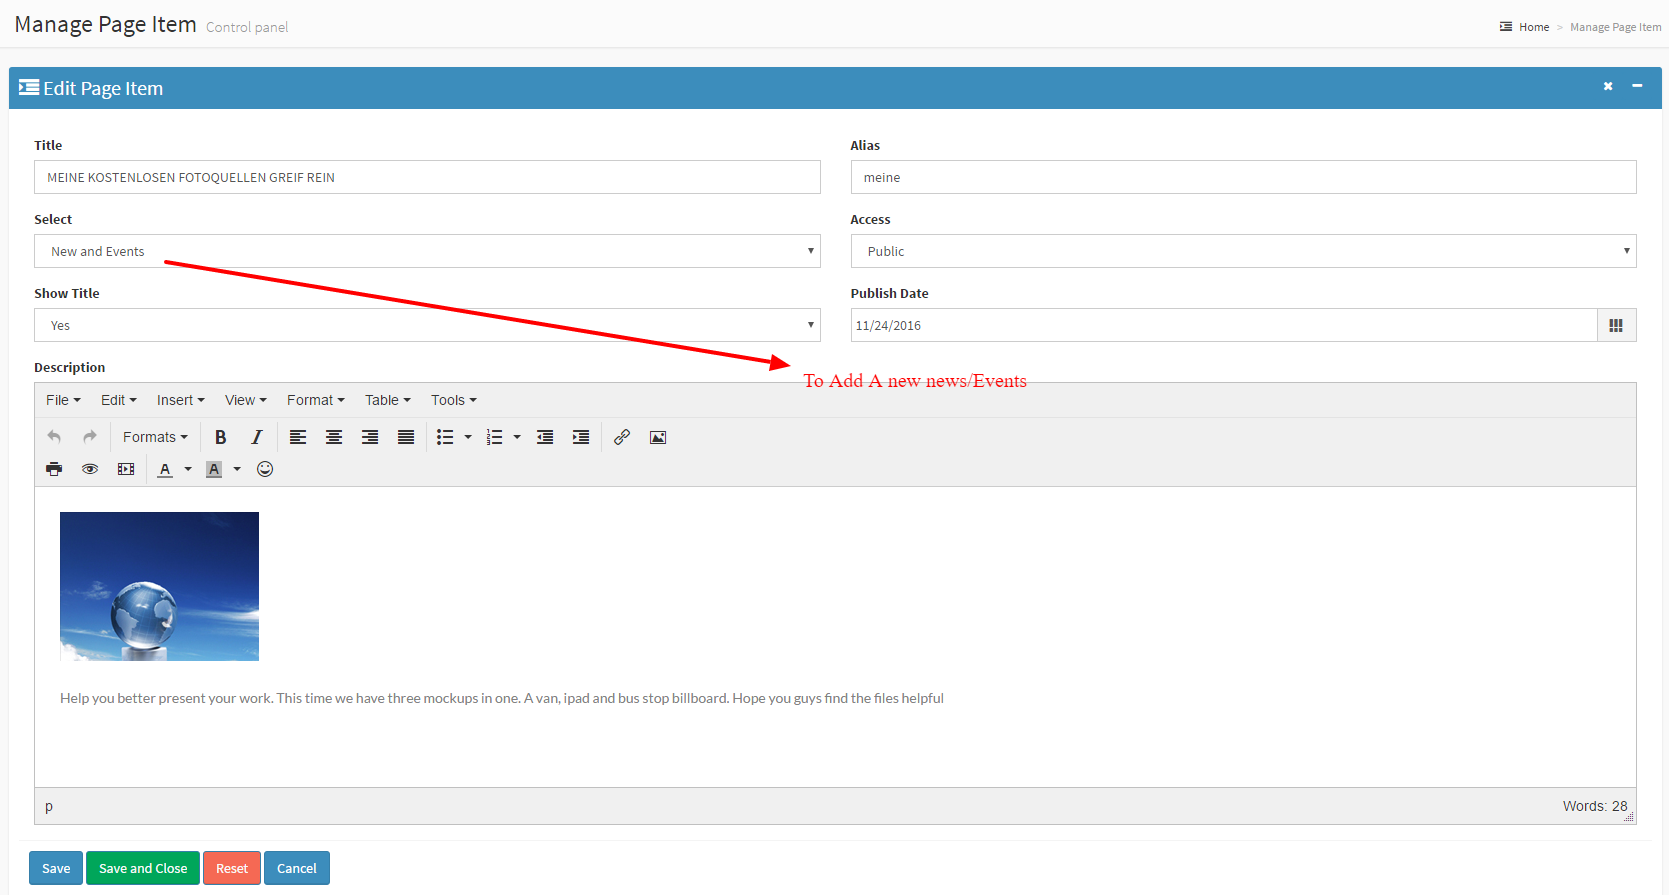 Manage Page Item Control panel
Home > Manage Page Item
Edit Page Item
Title
Alias
MEINE KOSTENLOSEN FOTOQUELLEN GREIF REIN
meine
Select
Access
New and Events
Public
Show Title
Publish Date
Yes
11/24/2016
Description
To Add A new news/Events
File Edit Insert View Format Table Tools
Formats B I
A A
Help you better present your work. This time we have three mockups in one. A van, ipad and bus stop billboard. Hope you guys find the files helpful
p
Words: 28
Save Save and Close Reset Cancel